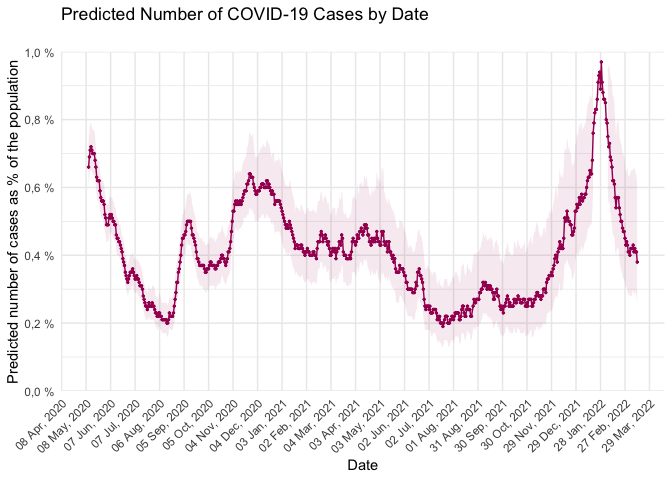 Predicted Number of COVID-19 Cases by Date
Predicted number of cases as % of the population
1,0 %
0,8 %
0,6 %
0,4 %
0,2 %
0,0 %
08 Apr, 2020
08 May, 2020
07 Jun, 2020
07 Jul, 2020
06 Aug, 2020
05 Sep, 2020
05 Oct, 2020
04 Nov, 2020
04 Dec, 2020
03 Jan, 2021
02 Feb, 2021
04 Mar, 2021
03 Apr, 2021
03 May, 2021
02 Jun, 2021
02 Jul, 2021
01 Aug, 2021
31 Aug, 2021
30 Sep, 2021
30 Oct, 2021
29 Nov, 2021
29 Dec, 2021
28 Jan, 2022
27 Feb, 2022
29 Mar, 2022
Date